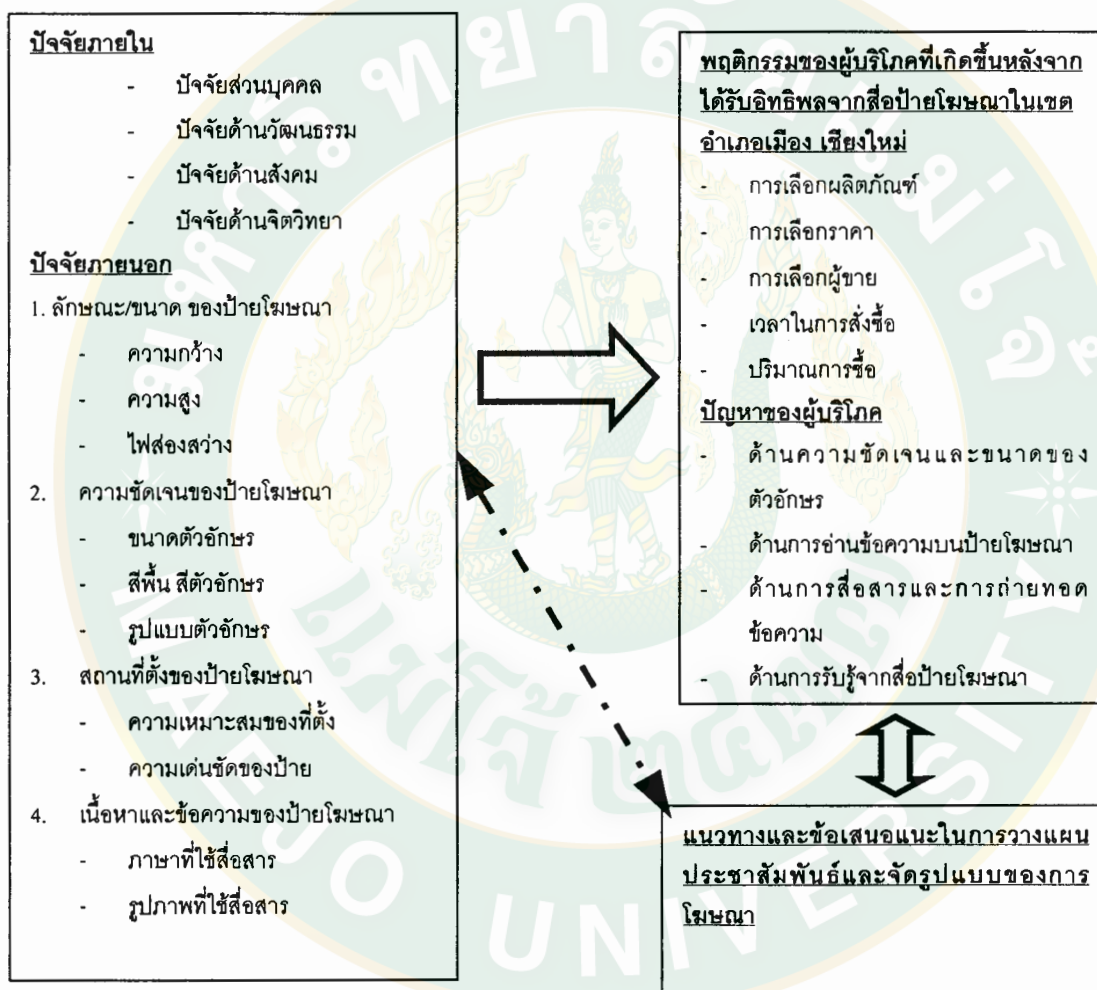 ปัจจัยภายใน
- ปัจจัยส่วนบุคคล
- ปัจจัยด้านวัฒนธรรม
- ปัจจัยด้านสังคม
- ปัจจัยด้านจิตวิทยา
ปัจจัยภายนอก
1. ลักษณะ/ขนาด ของป้ายโฆษณา
- ความกว้าง
- ความสูง
- ไฟส่องสว่าง
2. ความชัดเจนของป้ายโฆษณา
- ขนาดตัวอักษร
- สีพื้น สีตัวอักษร
- รูปแบบตัวอักษร
3. สถานที่ตั้งของป้ายโฆษณา
- ความเหมาะสมของที่ตั้ง
- ความเด่นชัดของป้าย
4. เนื้อหาและข้อความของป้ายโฆษณา
- ภาษาที่ใช้สื่อสาร
- รูปภาพที่ใช้สื่อสาร
พฤติกรรมของผู้บริโภคที่เกิดขึ้นหลังจาก
ได้รับอิทธิพลจากสื่อป้ายโฆษณาในเขต
อำเภอเมือง เชียงใหม่
- การเลือกผลิตภัณฑ์
- การเลือกราคา
- การเลือกผู้ขาย
- เวลาในการสั่งซื้อ
- ปริมาณการซื้อ
ปัญหาของผู้บริโภค
- ด้านความชัดเจนและขนาดของ
ตัวอักษร
- ด้านการอ่านข้อความบนป้ายโฆษณา
- ด้านการสื่อสารและการถ่ายทอด
ข้อความ
- ด้านการรับรู้จากสื่อป้ายโฆษณา
แนวทางและข้อเสนอแนะในการวางแผน
ประชาสัมพันธ์และจัดรูปแบบของการ
โฆษณา
มหาวิทยาลัยแม่โจ้
แม่โจ้ ๒๔๗๗
MAEJO UNIVERSITY